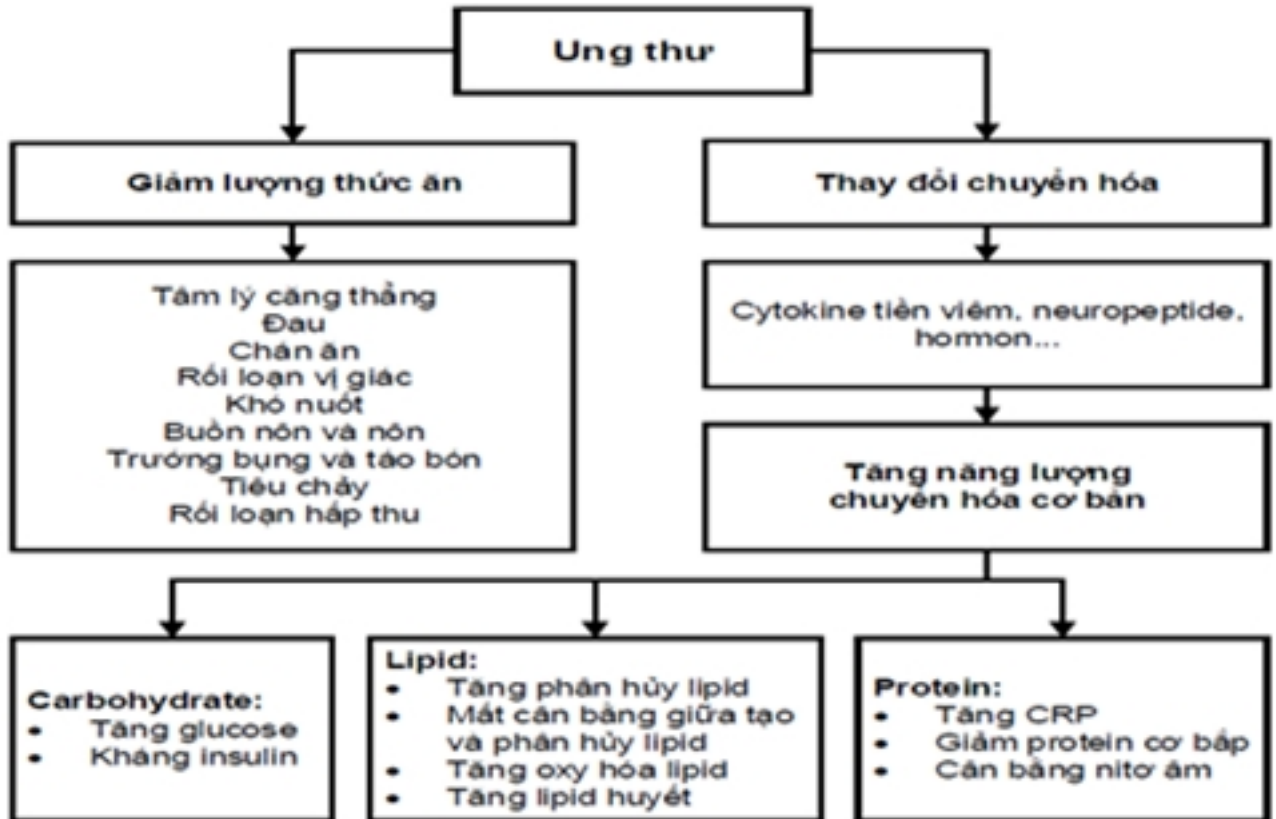 Ung thư
Giảm lượng thức ăn
Thay đổi chuyển hóa
Tâm lý căng thẳng
Đau
Chán ăn
Rối loạn vị giác
Khó nuốt
Buồn nôn và nôn
Trướng bụng và táo bón
Tiêu chảy
Rối loạn hấp thu
Cytokine tiền viêm, neuropeptide,
hormon...
Tăng năng lượng
chuyển hóa cơ bản
Carbohydrate:
• Tăng glucose
• Kháng insulin
Lipid:
• Tăng phân hủy lipid
• Mất cân bằng giữa tạo
và phân hủy lipid
• Tăng oxy hóa lipid
• Tăng lipid huyết
Protein:
• Tăng CRP
• Giảm protein cơ bắp
• Cân bằng nitơ âm